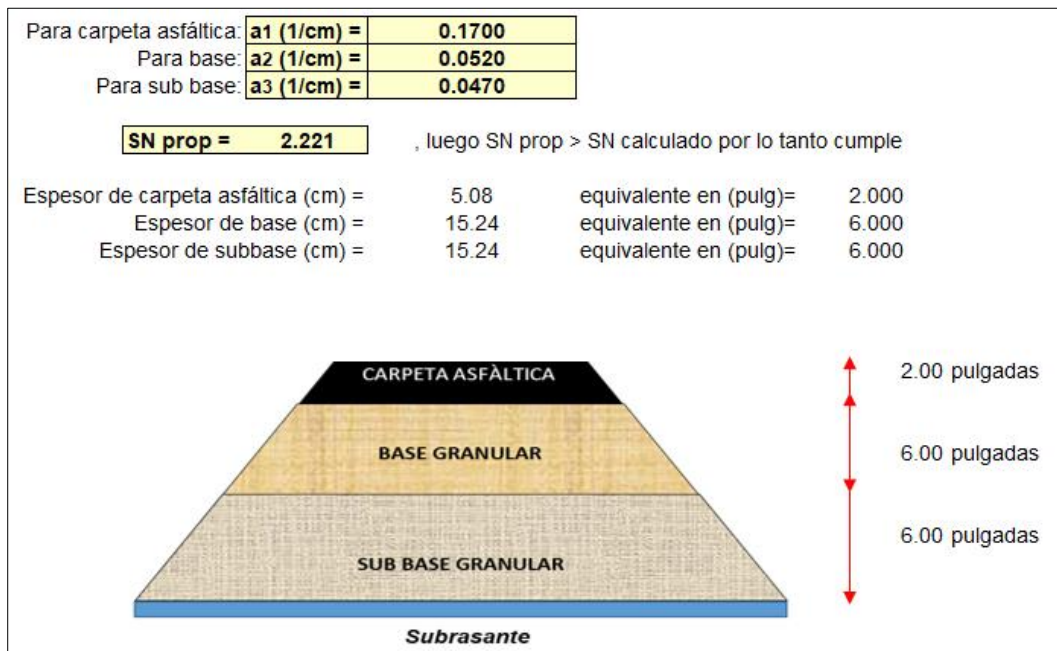 Para carpeta asfáltica: a1 (1/cm) = 0.1700
Para base: a2 (1/cm) = 0.0520
Para sub base: a3 (1/cm) = 0.0470
SN prop = 2.221 , luego SN prop > SN calculado por lo tanto cumple
Espesor de carpeta asfáltica (cm) = 5.08 equivalente en (pulg)= 2.000
Espesor de base (cm) = 15.24 equivalente en (pulg)= 6.000
Espesor de subbase (cm) = 15.24 equivalente en (pulg)= 6.000
CARPETA ASFÀLTICA 2.00 pulgadas
BASE GRANULAR 6.00 pulgadas
SUB BASE GRANULAR 6.00 pulgadas
Subrasante